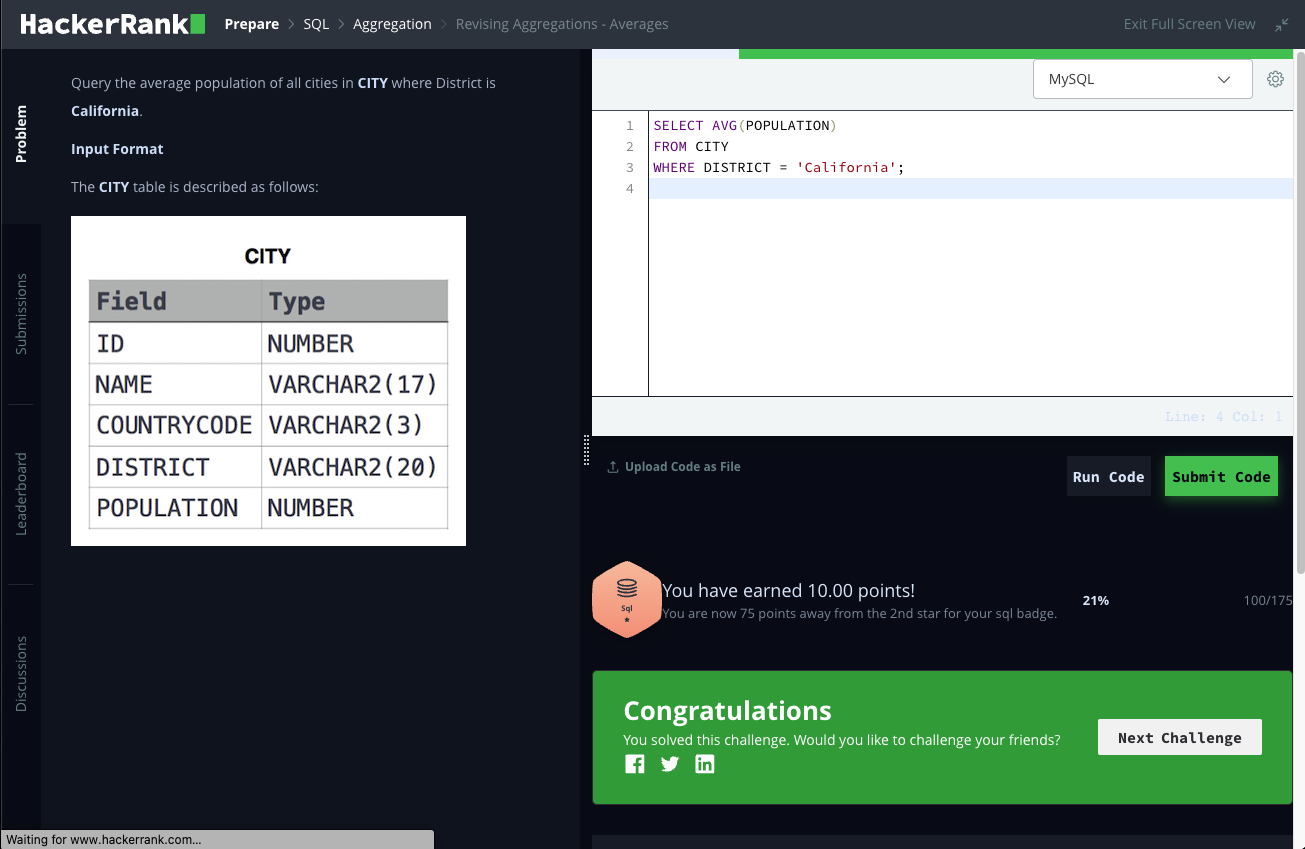 HackerRank
Prepare > SQL > Aggregation > Revising Aggregations - Averages
Exit Full Screen View
Problem
Submissions
Leaderboard
Discussions
Query the average population of all cities in CITY where District is
California.
Input Format
The CITY table is described as follows:
CITY
Field Type
ID NUMBER
NAME VARCHAR2(17)
COUNTRYCODE VARCHAR2(3)
DISTRICT VARCHAR2(20)
POPULATION NUMBER
MySQL
1 SELECT AVG(POPULATION)
2 FROM CITY
3 WHERE DISTRICT = 'California';
4
Line: 4 Col: 1
Upload Code as File
Run Code
Submit Code
Sql
You have earned 10.00 points!
You are now 75 points away from the 2nd star for your sql badge.
21%
100/175
Congratulations
You solved this challenge. Would you like to challenge your friends?
Next Challenge
Waiting for www.hackerrank.com...